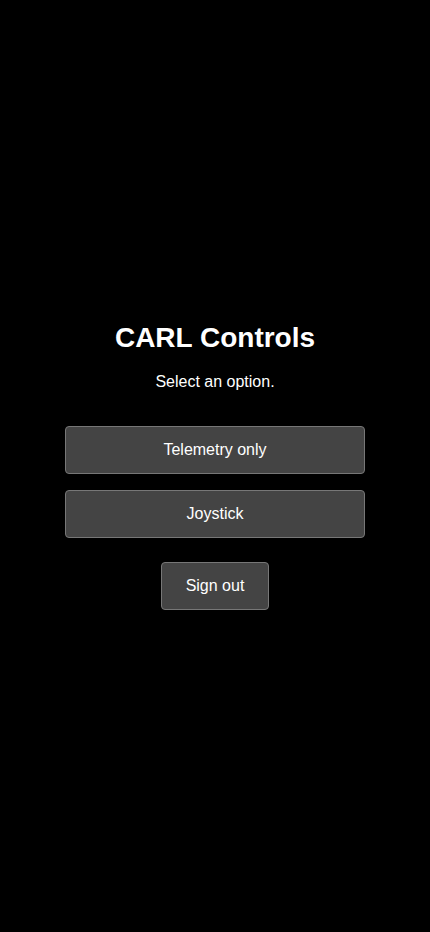 CARL Controls
Select an option.
Telemetry only
Joystick
Sign out